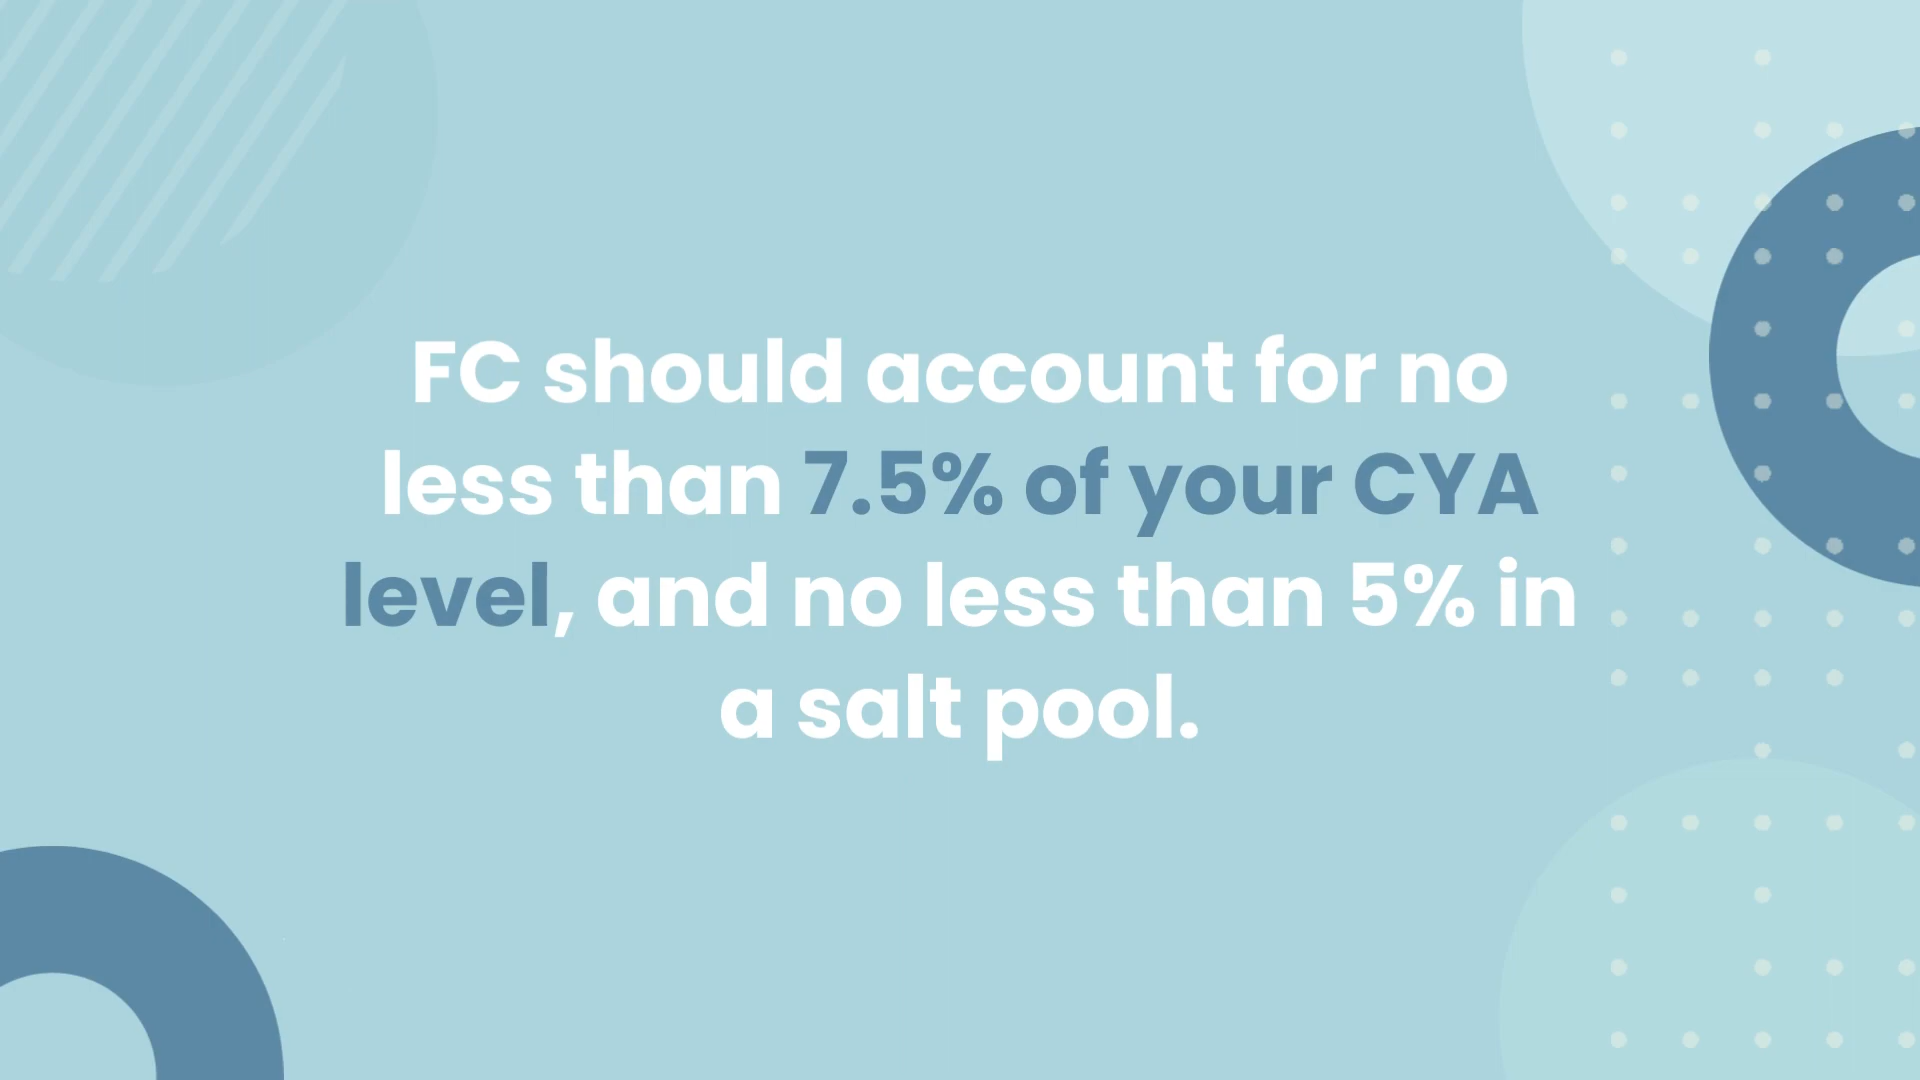 FC should account for no
less than 7.5% of your CYA
level, and no less than 5% in
a salt pool.